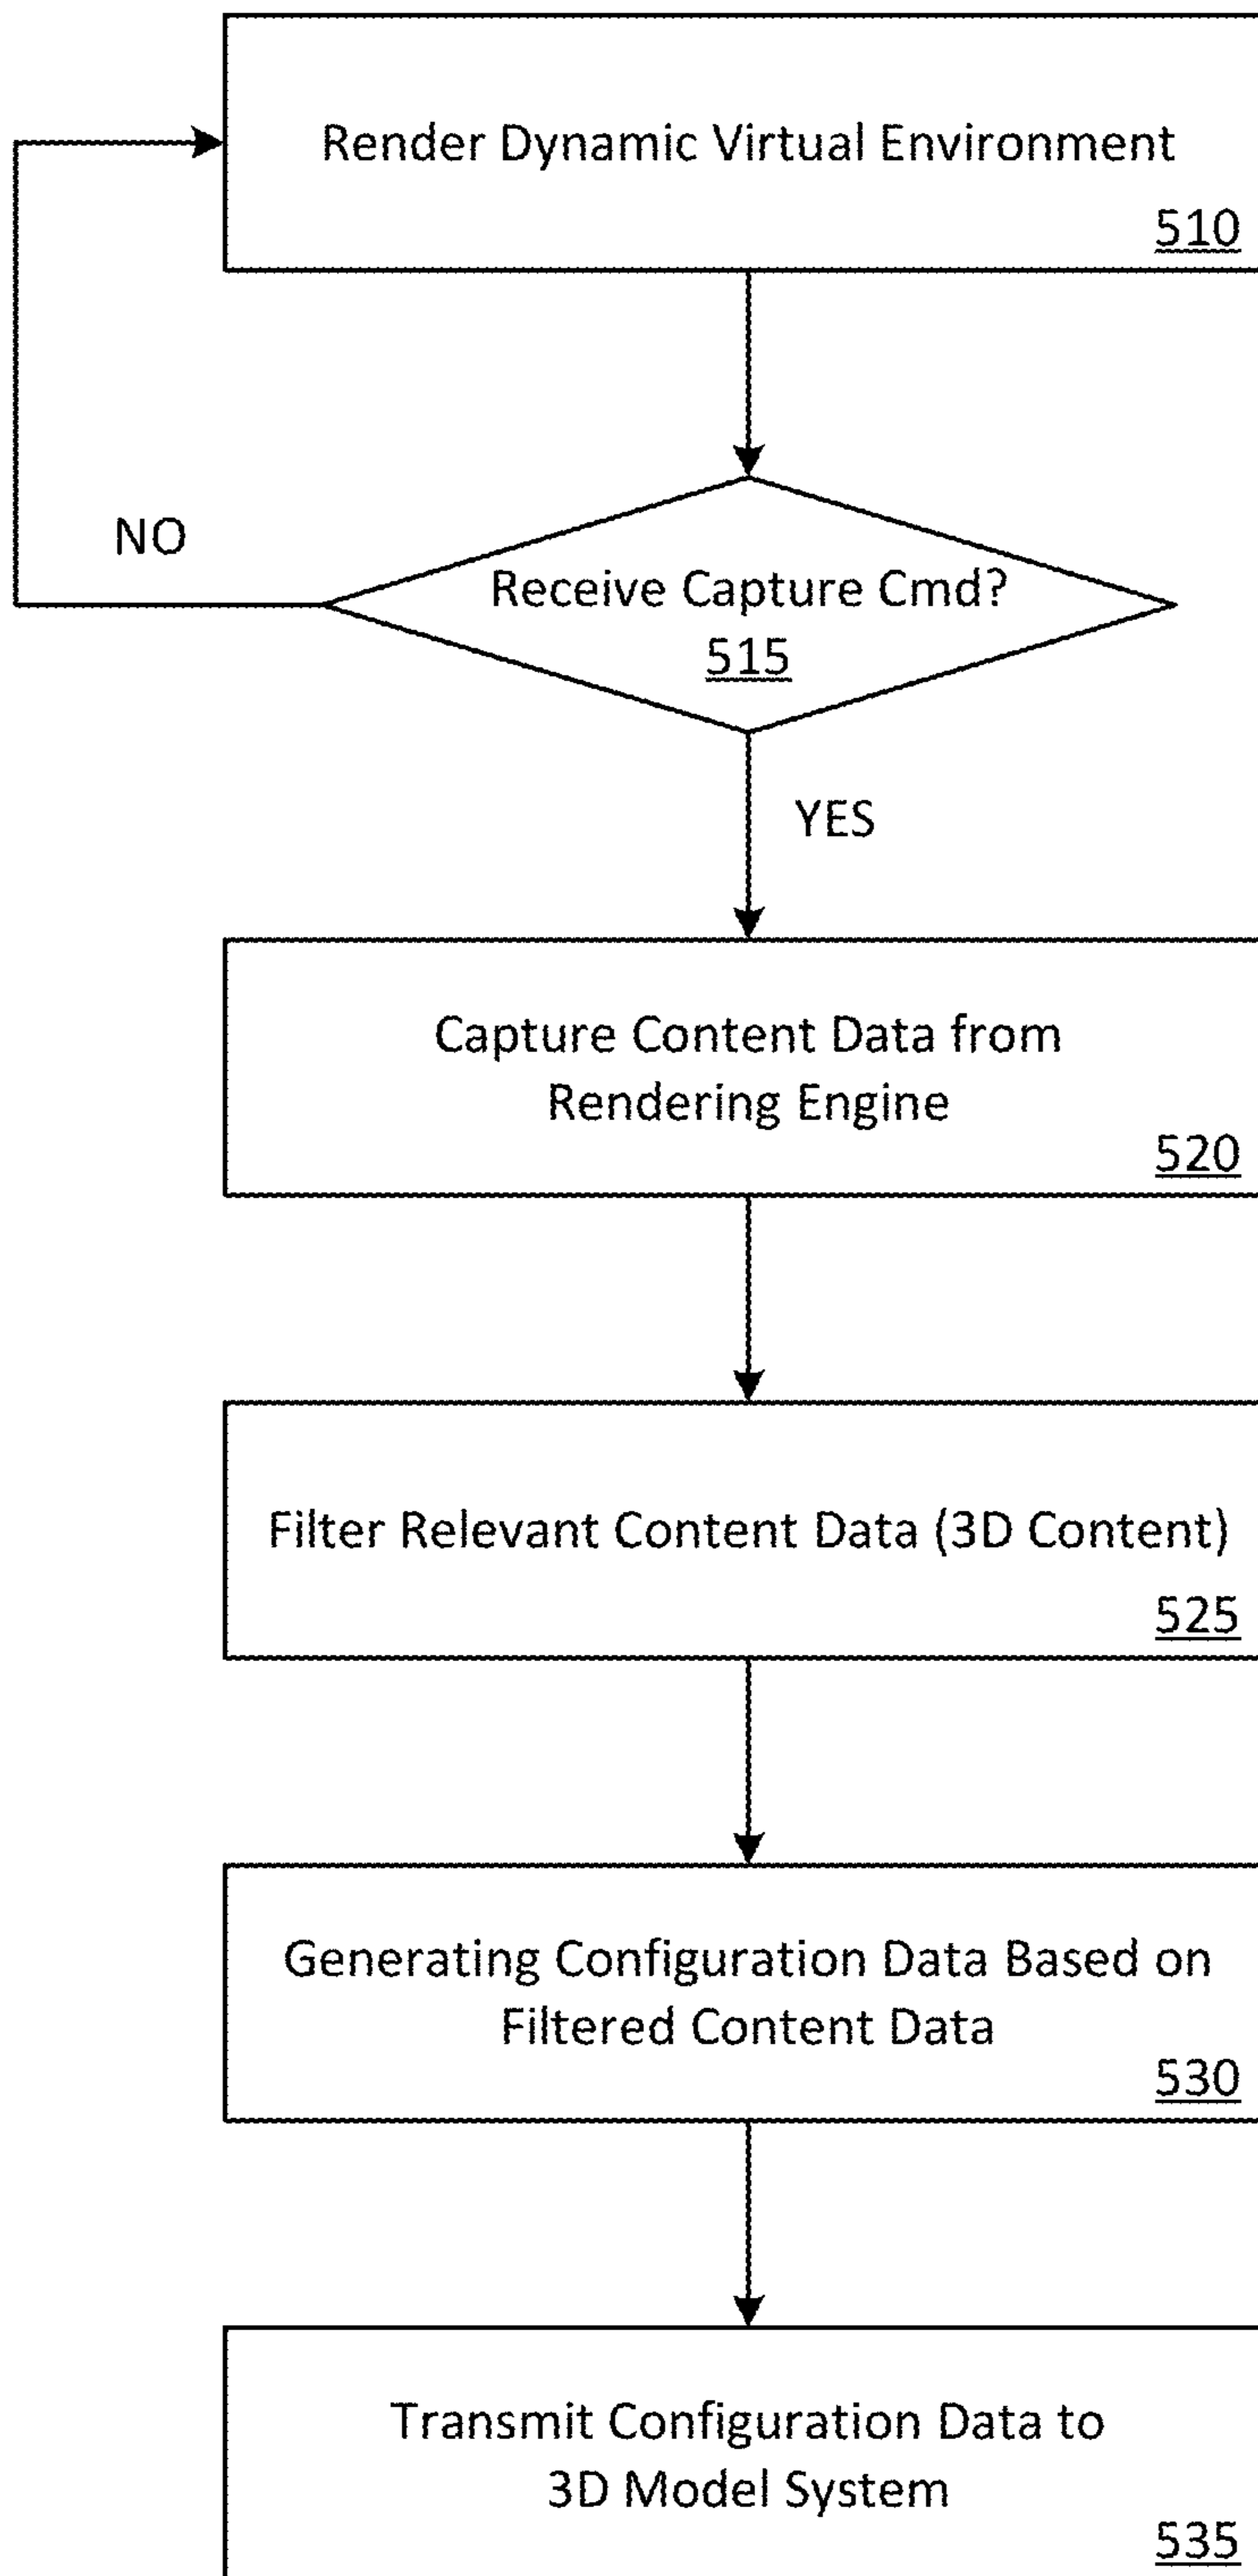 Render Dynamic Virtual Environment
510
NO
Receive Capture Cmd?
515
YES
Capture Content Data from
Rendering Engine
520
Filter Relevant Content Data (3D Content)
525
Generating Configuration Data Based on
Filtered Content Data
530
Transmit Configuration Data to
3D Model System
535